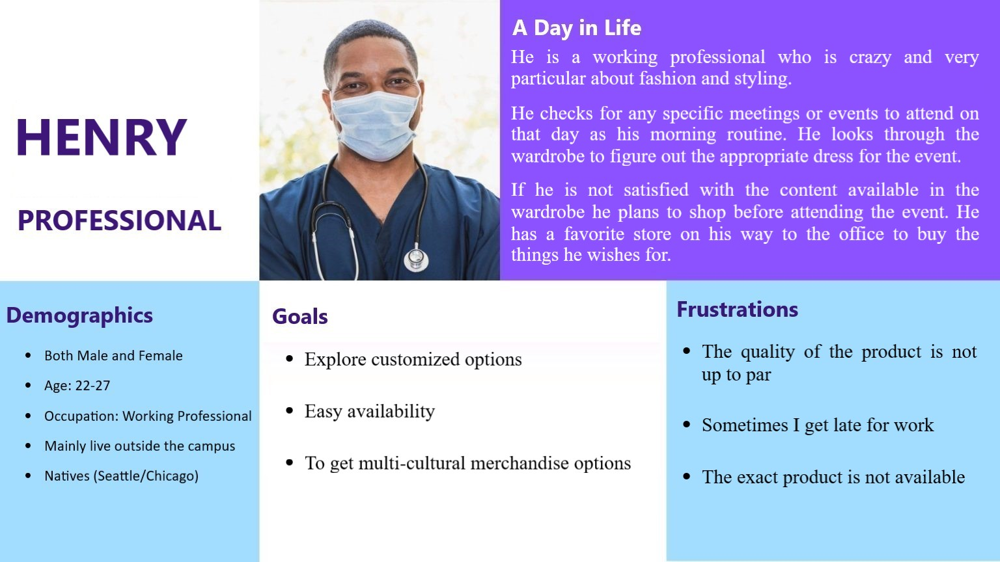 HENRY
PROFESSIONAL
A Day in Life
He is a working professional who is crazy and very
particular about fashion and styling.
He checks for any specific meetings or events to attend on
that day as his morning routine. He looks through the
wardrobe to figure out the appropriate dress for the event.
If he is not satisfied with the content available in the
wardrobe he plans to shop before attending the event. He
has a favorite store on his way to the office to buy the
things he wishes for.
Demographics
• Both Male and Female
• Age: 22-27
• Occupation: Working Professional
• Mainly live outside the campus
• Natives (Seattle/Chicago)
Goals
• Explore customized options
• Easy availability
• To get multi-cultural merchandise options
Frustrations
• The quality of the product is not
up to par
• Sometimes I get late for work
• The exact product is not available